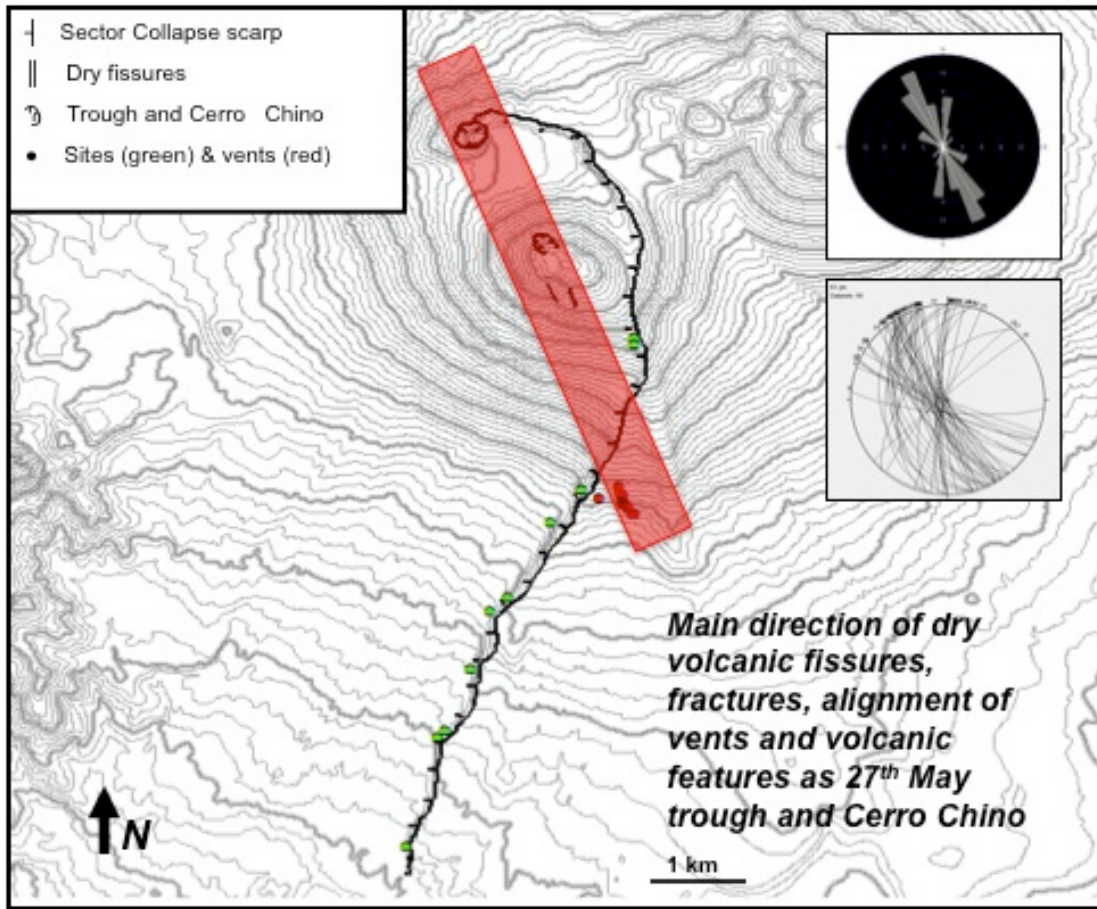 Sector Collapse scarp
Dry fissures
Trough and Cerro Chino
Sites (green) & vents (red)
Main direction of dry
volcanic fissures,
fractures, alignment of
vents and volcanic
features as 27th May
trough and Cerro Chino
N
1 km